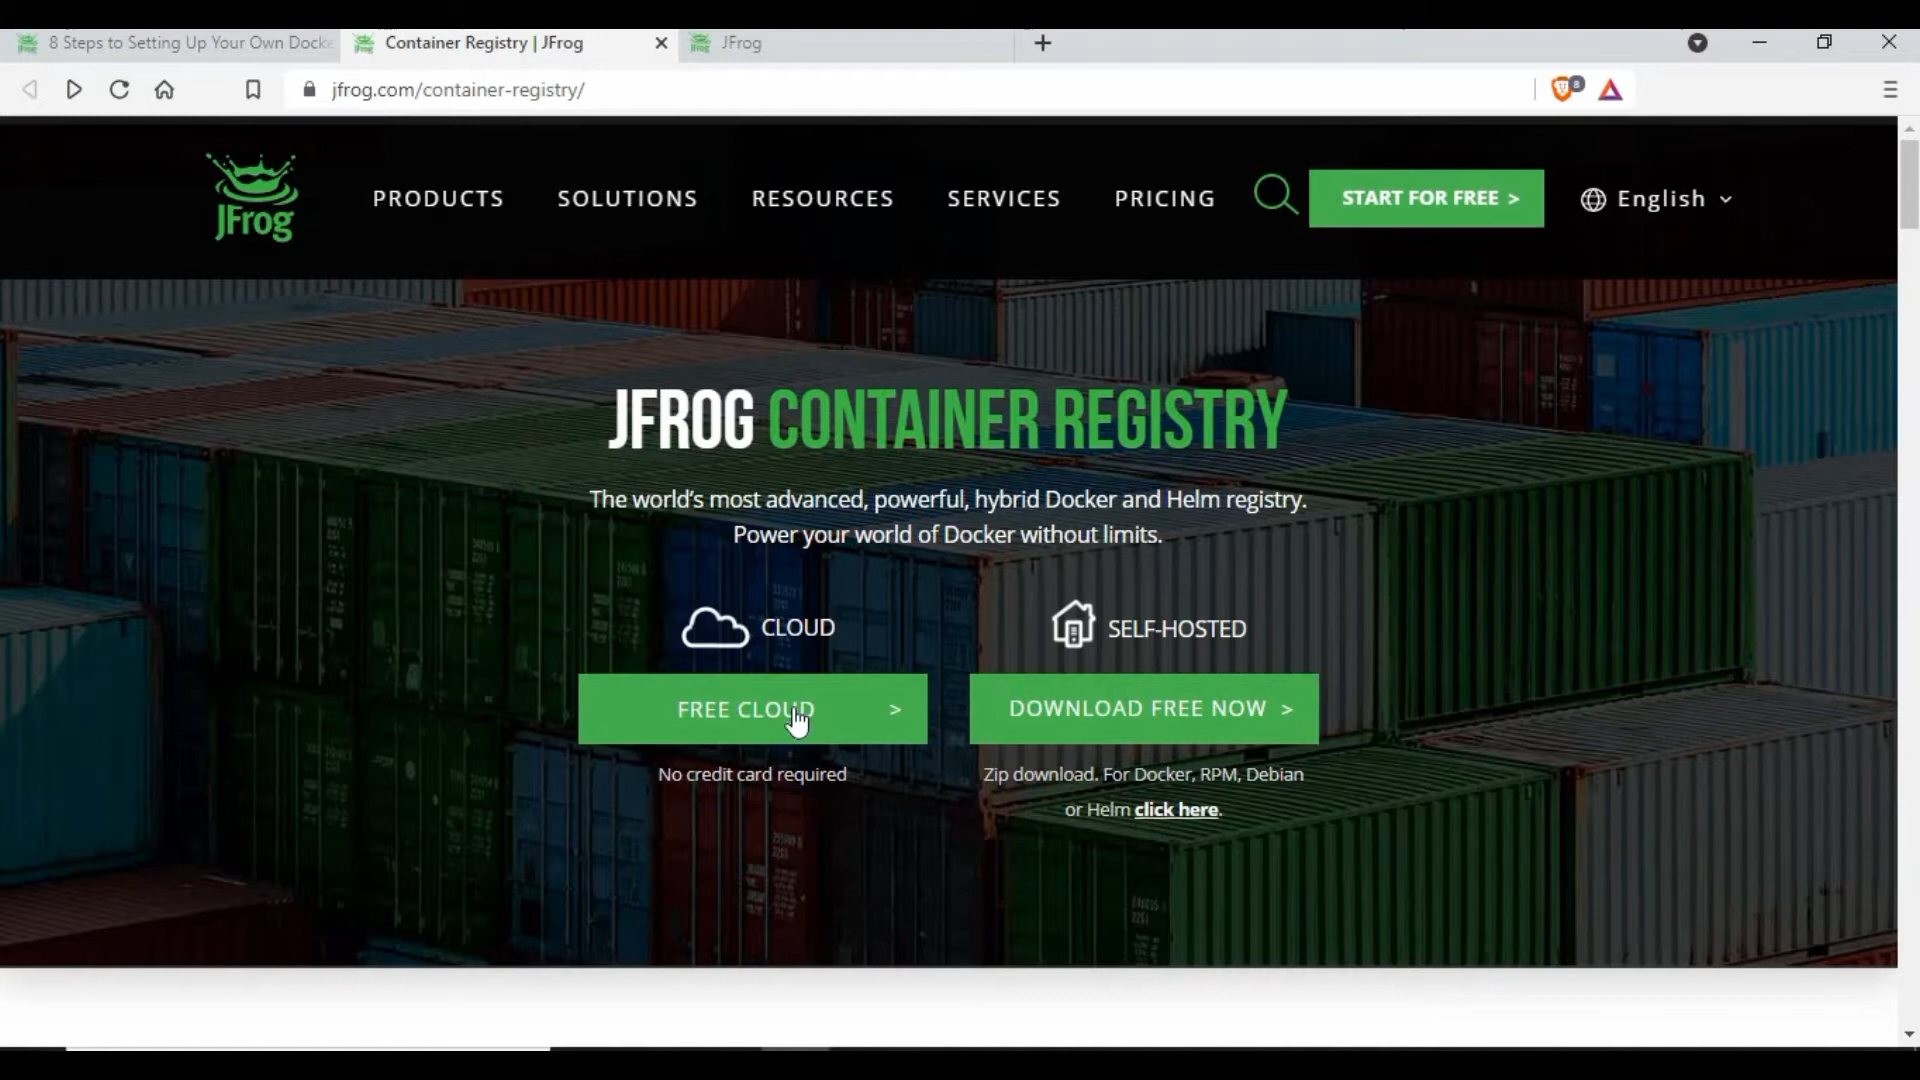 8 Steps to Setting Up Your Own Docke
Container Registry | JFrog
JFrog
jfrog.com/container-registry/
8
JFrog
PRODUCTS
SOLUTIONS
RESOURCES
SERVICES
PRICING
START FOR FREE >
English
JFROG CONTAINER REGISTRY
The world's most advanced, powerful, hybrid Docker and Helm registry.
Power your world of Docker without limits.
CLOUD
SELF-HOSTED
FREE CLOUD >
DOWNLOAD FREE NOW >
No credit card required
Zip download. For Docker, RPM, Debian
or Helm click here.